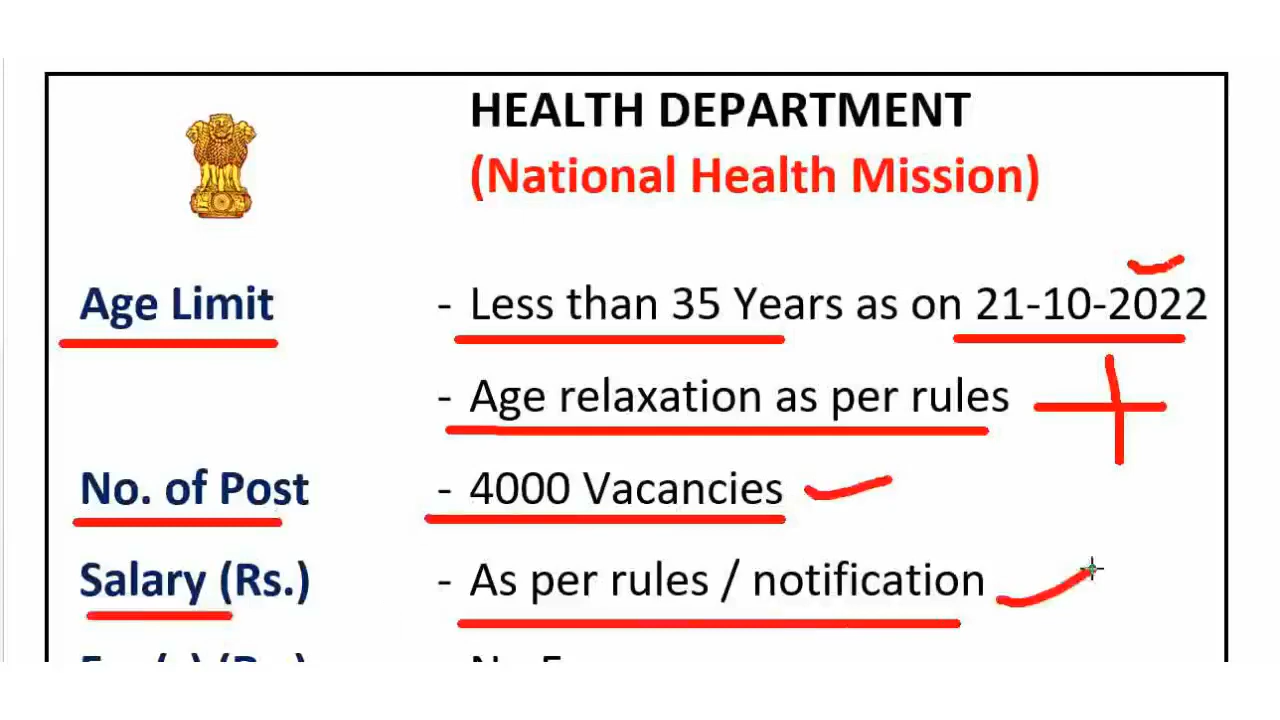 HEALTH DEPARTMENT
(National Health Mission)
Age Limit - Less than 35 Years as on 21-10-2022
- Age relaxation as per rules
No. of Post - 4000 Vacancies
Salary (Rs.) - As per rules / notification